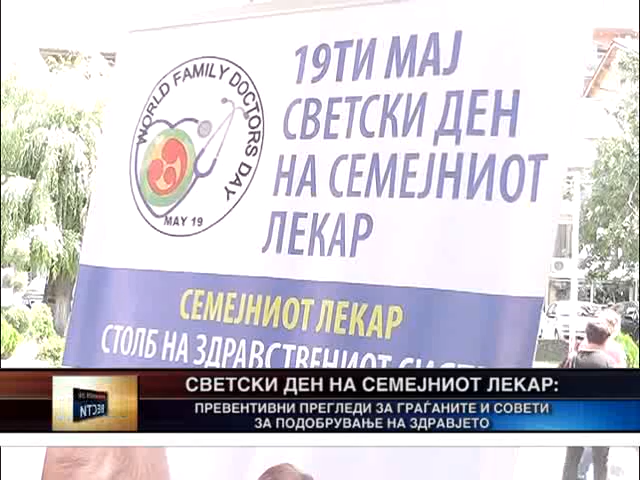 WORLD FAMILY DOCTORS DAY
MAY 19
19ТИ МАЈ
СВЕТСКИ ДЕН
НА СЕМЕЈНИОТ
ЛЕКАР
СЕМЕЈНИОТ ЛЕКАР
СТОЛБ НА ЗДРАВСТВЕНИОТ
СВЕТСКИ ДЕН НА СЕМЕЈНИОТ ЛЕКАР:
ПРЕВЕНТИВНИ ПРЕГЛЕДИ ЗА ГРАЃАНИТЕ И СОВЕТИ
ЗА ПОДОБРУВАЊЕ НА ЗДРАВЈЕТО